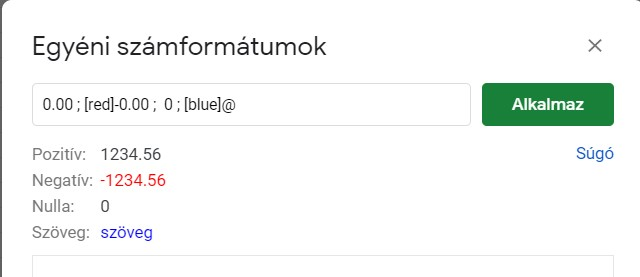 Egyéni számformátumok
0.00 ; [red]-0.00 ;  0 ; [blue]@ Alkalmaz
Pozitív: 1234.56 Súgó
Negatív: -1234.56
Nulla: 0
Szöveg: szöveg